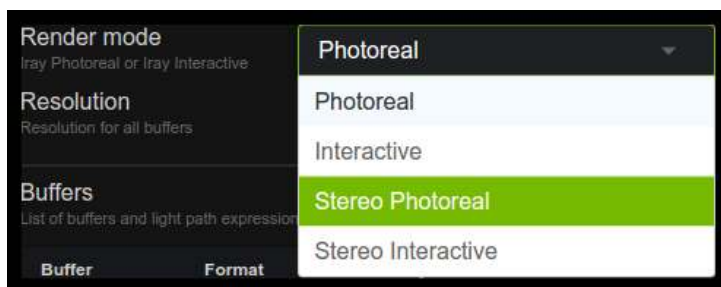 Render mode
Iray Photoreal or Iray Interactive
Photoreal
Resolution
Resolution for all buffers
Photoreal
Interactive
Stereo Photoreal
Stereo Interactive
Buffers
List of buffers and light path expression
Buffer Format